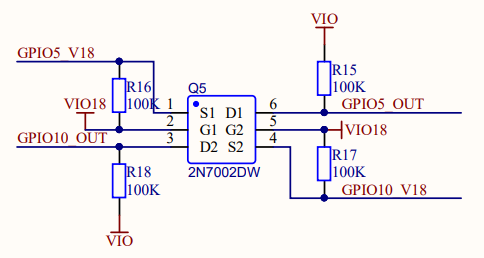 VIO
GPIO5_V18
R16
100K
VIO18
GPIO10_OUT
R18
100K
VIO
Q5
1
2
3
S1 D1
G1 G2
D2 S2
6
5
4
2N7002DW
R15
100K
GPIO5_OUT
VIO18
R17
100K
GPIO10_V18